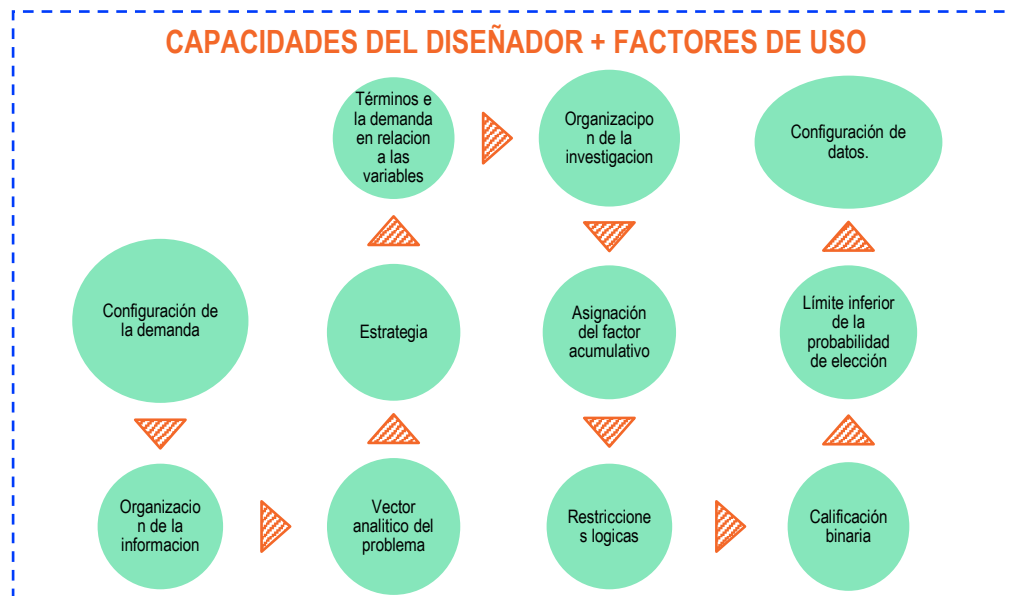 CAPACIDADES DEL DISEÑADOR + FACTORES DE USO
Configuración de
la demanda
Organizacio
n de la
informacion
Vector
analitico del
problema
Estrategia
Términos e
la demanda
en relacion
a las
variables
Organizacipo
n de la
investigacion
Asignación
del factor
acumulativo
Restriccione
s logicas
Calificación
binaria
Límite inferior
de la
probabilidad
de elección
Configuración de
datos.